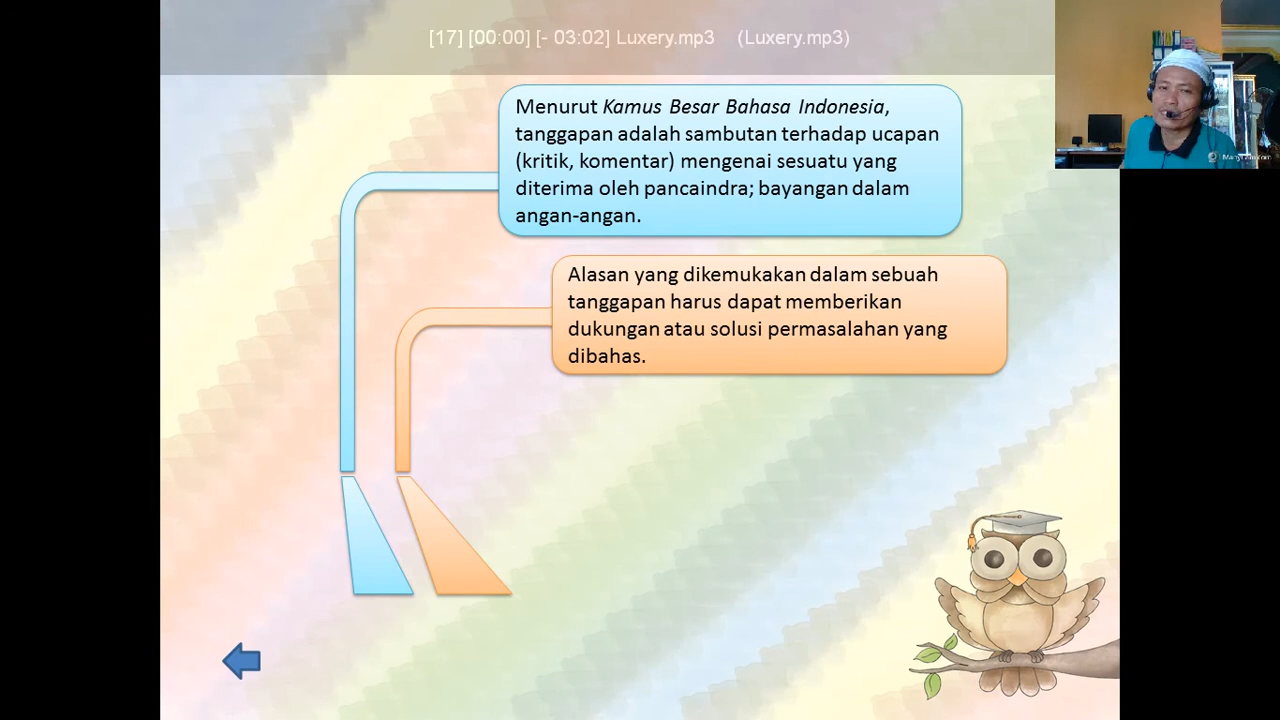 [17] [00:00] [- 03:02] Luxery.mp3 (Luxery.mp3)
Menurut Kamus Besar Bahasa Indonesia,
tanggapan adalah sambutan terhadap ucapan
(kritik, komentar) mengenai sesuatu yang
diterima oleh pancaindra; bayangan dalam
angan-angan.
Alasan yang dikemukakan dalam sebuah
tanggapan harus dapat memberikan
dukungan atau solusi permasalahan yang
dibahas.